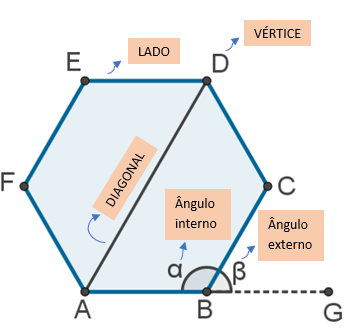 VÉRTICE
LADO
E
D
DIAGONAL
F
C
Ângulo
interno
Ângulo
externo
α
β
A
B
G